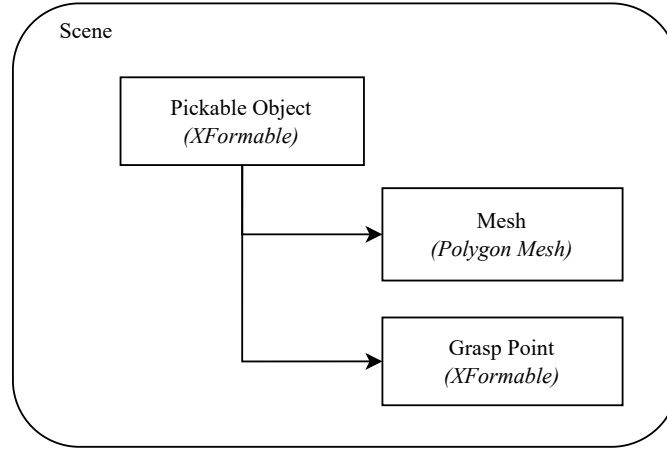 Scene
Pickable Object
(XFormable)
Mesh
(Polygon Mesh)
Grasp Point
(XFormable)